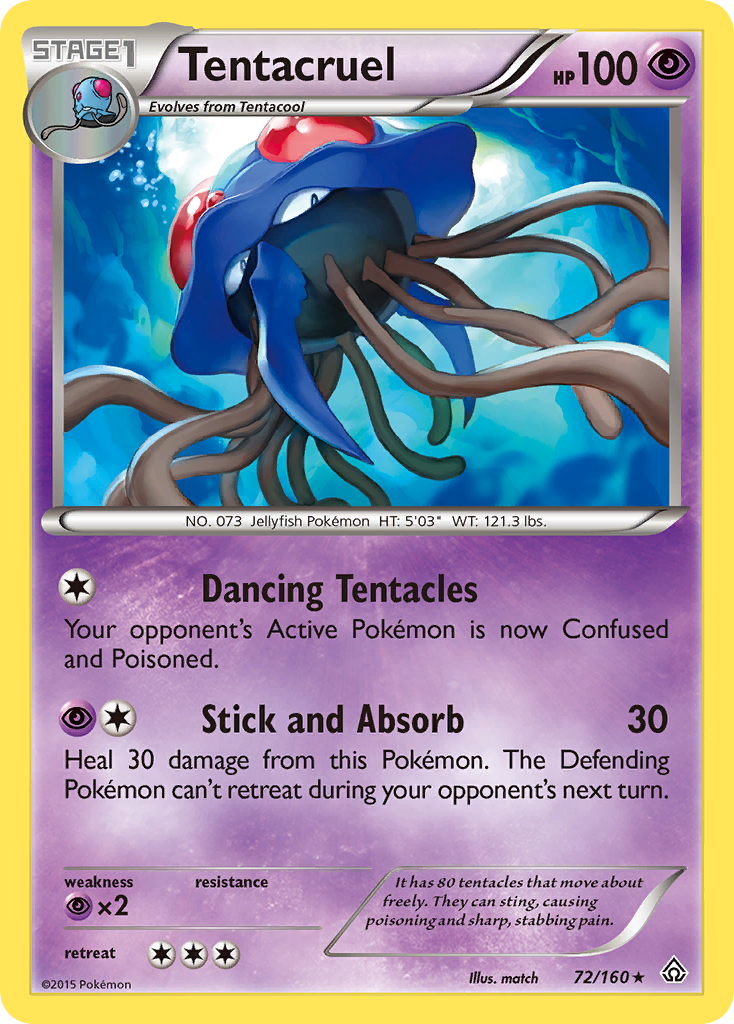 STAGE1
Tentacruel
HP100
Evolves from Tentacool
NO. 073 Jellyfish Pokémon HT: 5'03" WT: 121.3 lbs.
Dancing Tentacles
Your opponent's Active Pokémon is now Confused
and Poisoned.
Stick and Absorb 30
Heal 30 damage from this Pokémon. The Defending
Pokémon can't retreat during your opponent's next turn.
weakness resistance
×2
retreat
It has 80 tentacles that move about
freely. They can sting, causing
poisoning and sharp, stabbing pain.
©2015 Pokémon
Illus. match 72/160★